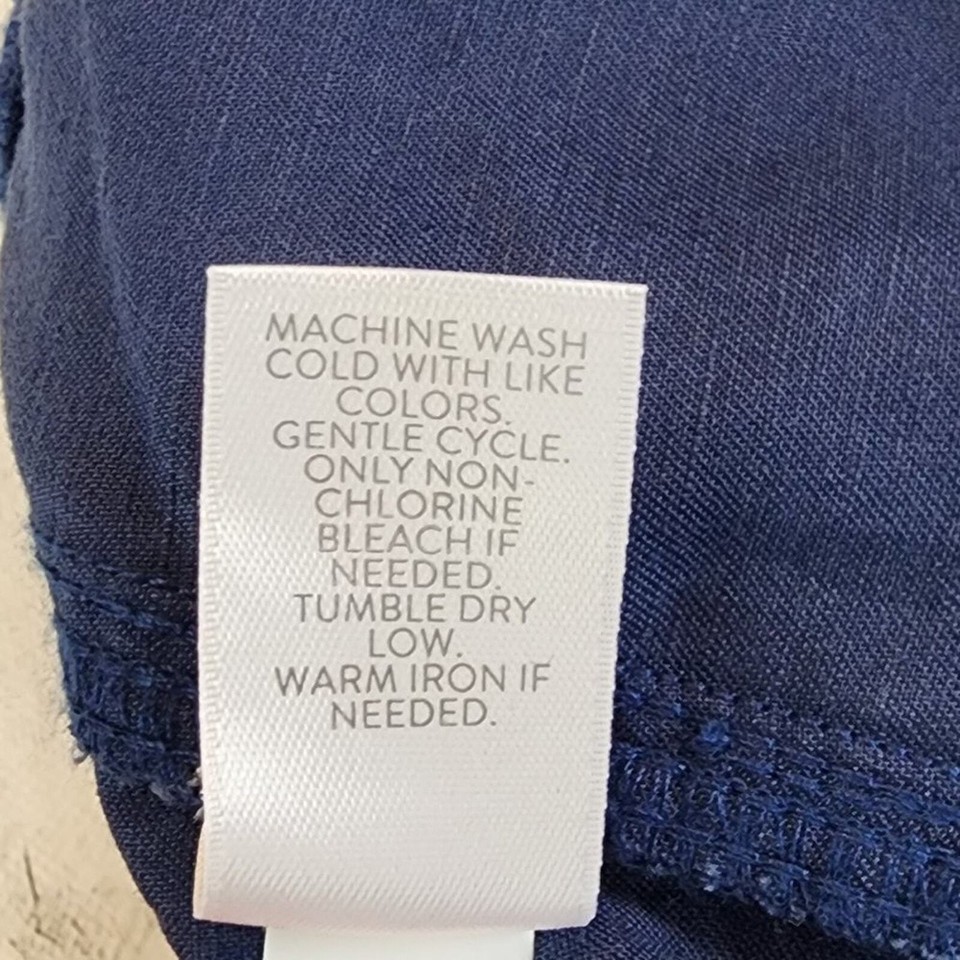 MACHINE WASH
COLD WITH LIKE
COLORS.
GENTLE CYCLE.
ONLY NON-
CHLORINE
BLEACH IF
NEEDED.
TUMBLE DRY
LOW.
WARM IRON IF
NEEDED.